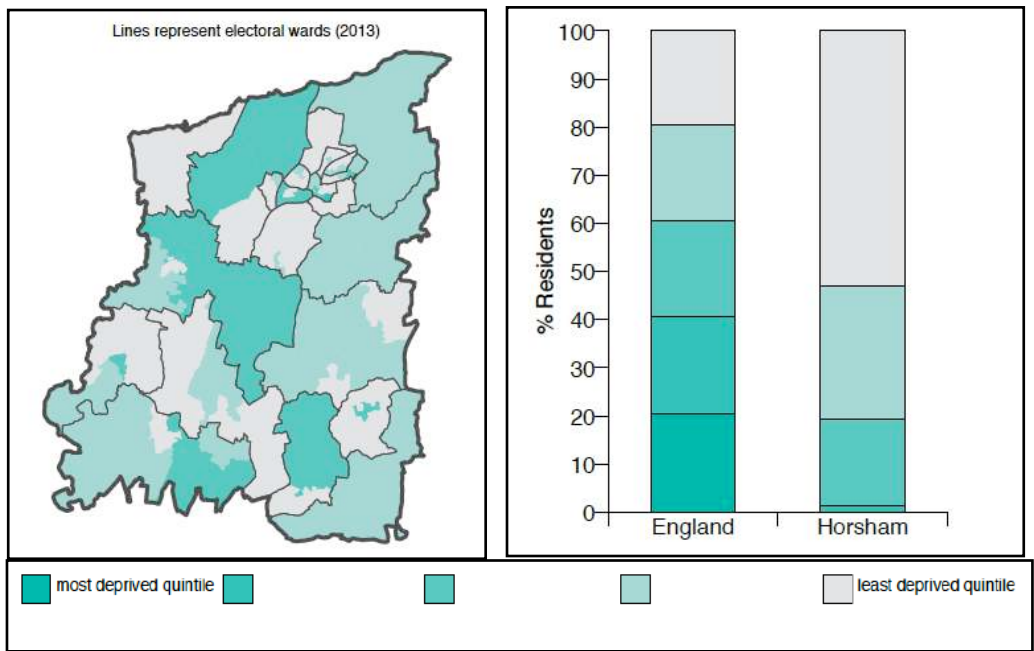 Lines represent electoral wards (2013)
% Residents
100
90
80
70
60
50
40
30
20
10
0
England Horsham
most deprived quintile least deprived quintile